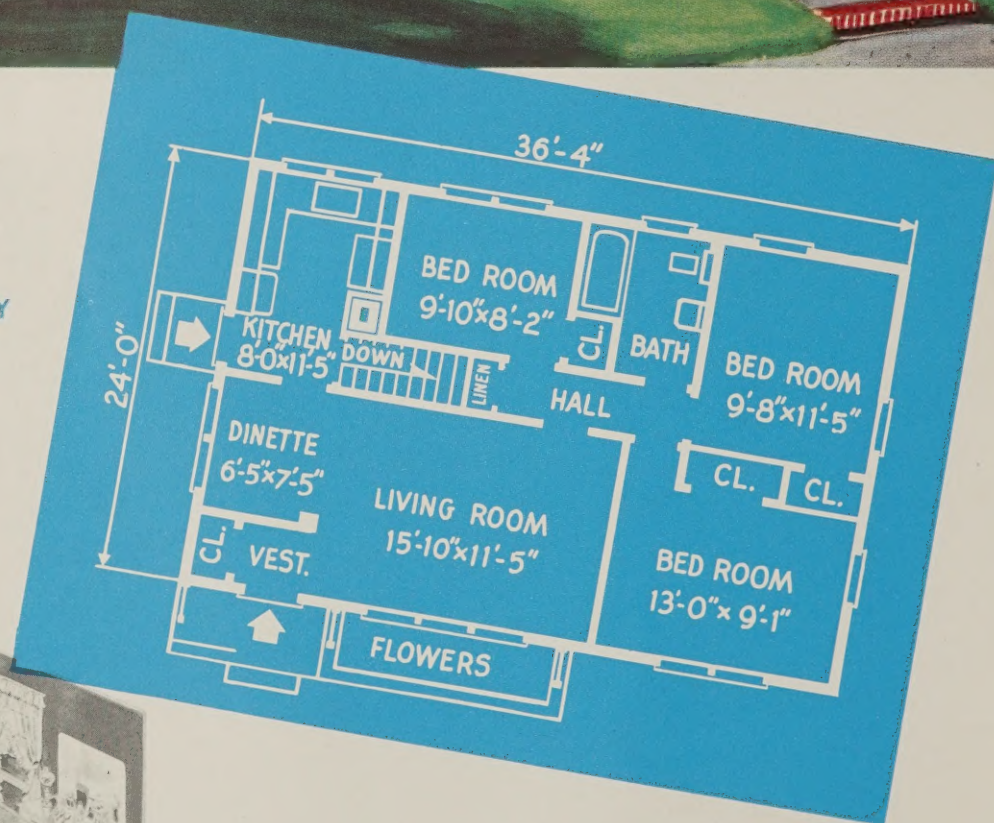 36'-4"
24'-0"
KITCHEN
8'-0"x11'-5"
DOWN
LINEN
BED ROOM
9'-10"x8'-2"
CL.
BATH
BED ROOM
9'-8"x11'-5"
HALL
DINETTE
6'-5"x7'-5"
LIVING ROOM
15'-10"x11'-5"
CL.
CL.
CL.
VEST.
BED ROOM
13'-0"x 9'-1"
FLOWERS